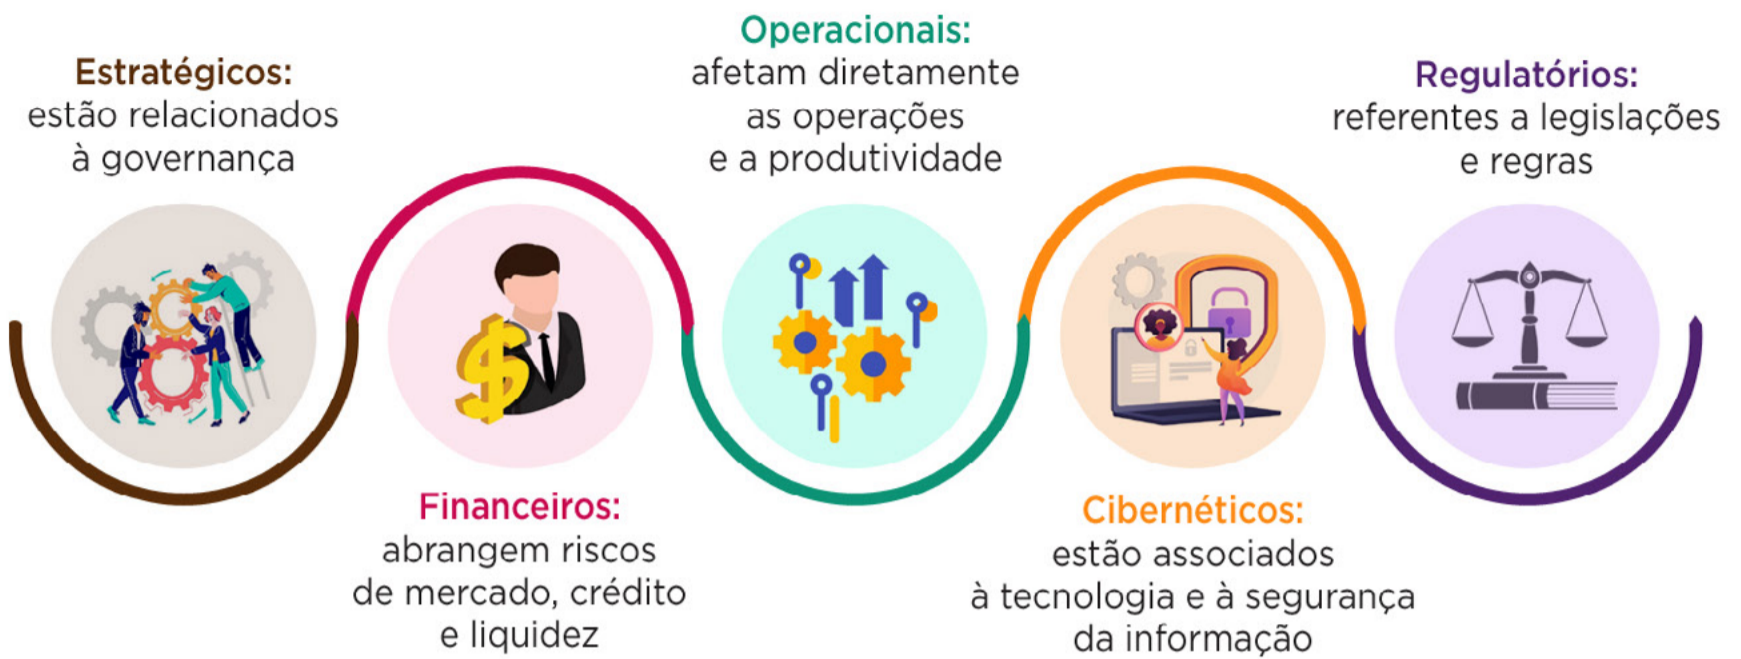 Estratégicos:
estão relacionados
à governança
Financeiros:
abrangem riscos
de mercado, crédito
e liquidez
Operacionais:
afetam diretamente
as operações
e a produtividade
Cibernéticos:
estão associados
à tecnologia e à segurança
da informação
Regulatórios:
referentes a legislações
e regras